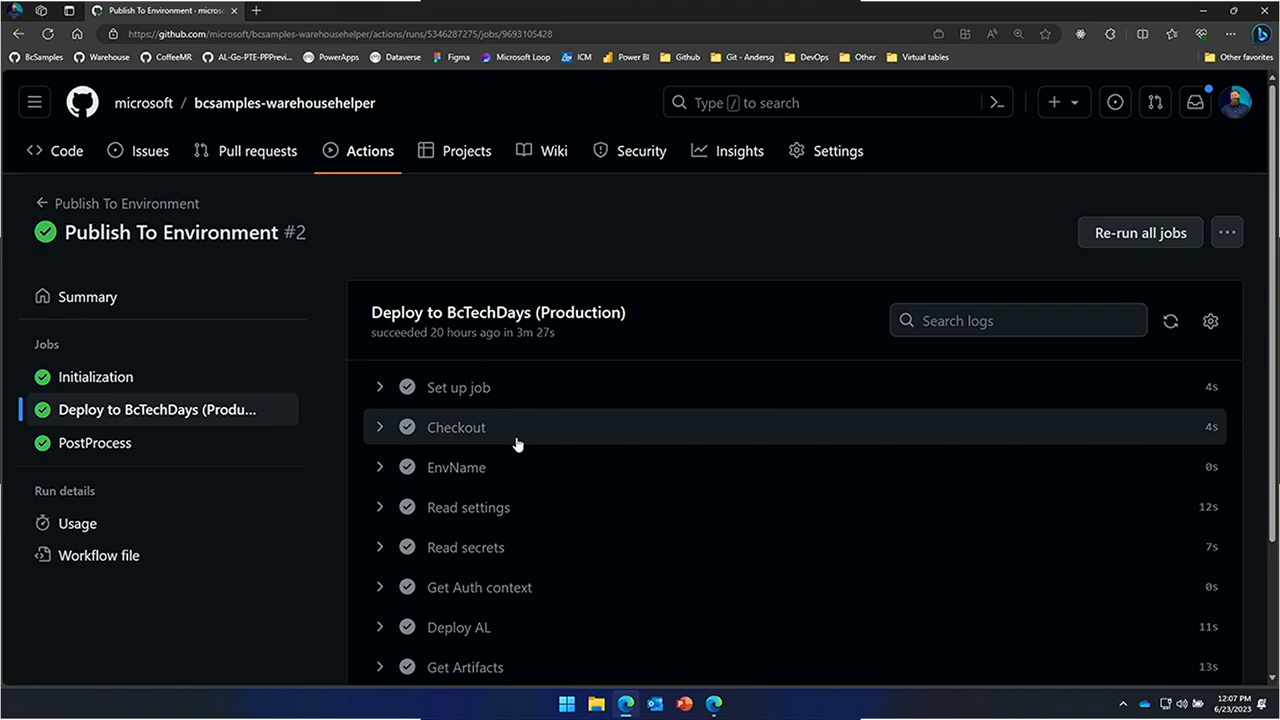 Publish To Environment · micros
https://github.com/microsoft/bcsamples-warehousehelper/actions/runs/5346287275/jobs/9693105428
BcSamples
Warehouse
CoffeeMR
AL-Go-PTE-PPPrevi...
PowerApps
Dataverse
Figma
Microsoft Loop
ICM
Power BI
Github
Git - Andersg
DevOps
Other
Virtual tables
Other favorites
microsoft / bcsamples-warehousehelper
Type / to search
Code
Issues
Pull requests
Actions
Projects
Wiki
Security
Insights
Settings
Publish To Environment
Publish To Environment #2
Re-run all jobs
Summary
Jobs
Initialization
Deploy to BcTechDays (Produ...
PostProcess
Run details
Usage
Workflow file
Deploy to BcTechDays (Production)
succeeded 20 hours ago in 3m 27s
Search logs
Set up job 4s
Checkout 4s
EnvName 0s
Read settings 12s
Read secrets 7s
Get Auth context 0s
Deploy AL 11s
Get Artifacts 13s
12:07 PM
6/23/2023